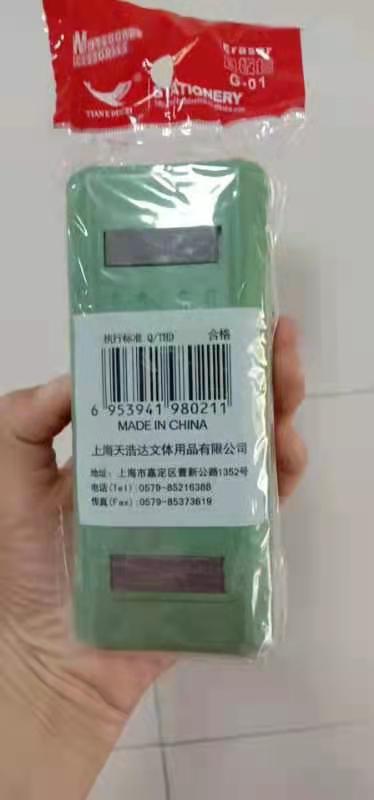 Eraser
G-01
STATIONERY
执行标准 Q/THD 合格
6 953941 980211
MADE IN CHINA
上海天浩达文体用品有限公司
地址: 上海市嘉定区曹新公路1352号
电话(Tel):0579-85216388
传真(Fax):0579-85373619